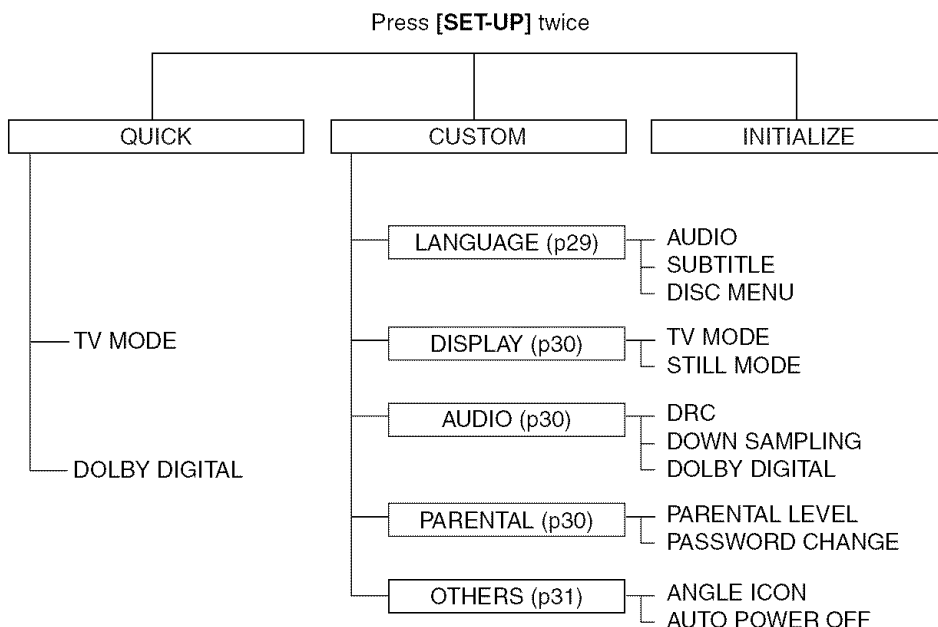 Press [SET-UP] twice
QUICK
CUSTOM
INITIALIZE
TV MODE
DOLBY DIGITAL
LANGUAGE (p29)
AUDIO
SUBTITLE
DISC MENU
DISPLAY (p30)
TV MODE
STILL MODE
AUDIO (p30)
DRC
DOWN SAMPLING
DOLBY DIGITAL
PARENTAL (p30)
PARENTAL LEVEL
PASSWORD CHANGE
OTHERS (p31)
ANGLE ICON
AUTO POWER OFF